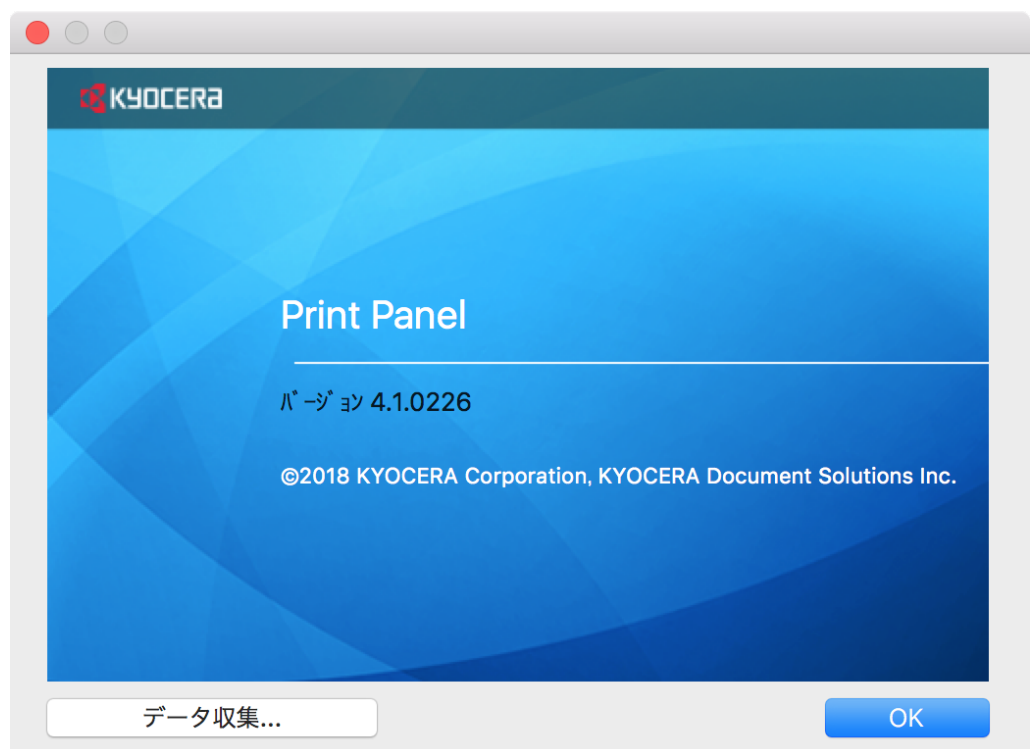 KYOCERA
Print Panel
ﾊﾞｰｼﾞｮﾝ 4.1.0226
©2018 KYOCERA Corporation, KYOCERA Document Solutions Inc.
データ収集...
OK